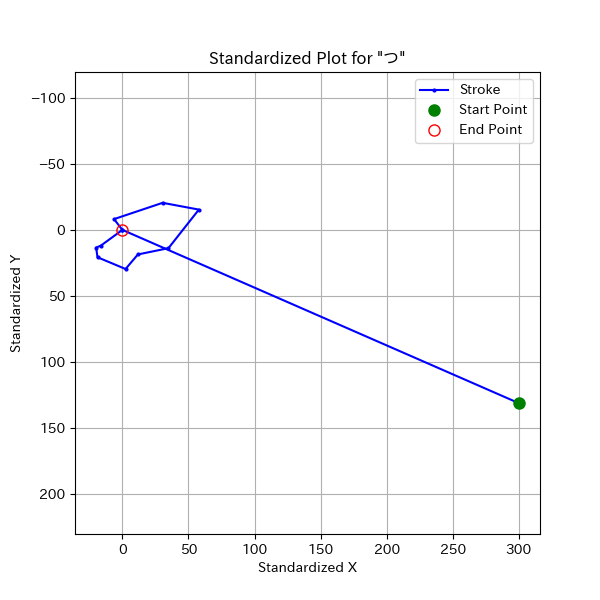 Standardized Plot for "つ"
Stroke
Start Point
End Point
Standardized Y
−100
−50
0
50
100
150
200
0 50 100 150 200 250 300
Standardized X